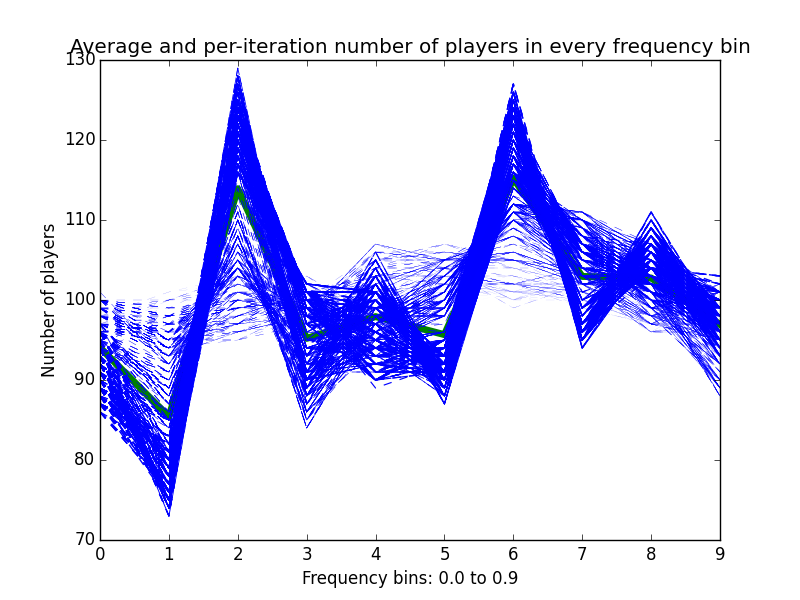 Average and per-iteration number of players in every frequency bin
130
120
110
100
90
80
70
Number of players
0 1 2 3 4 5 6 7 8 9
Frequency bins: 0.0 to 0.9